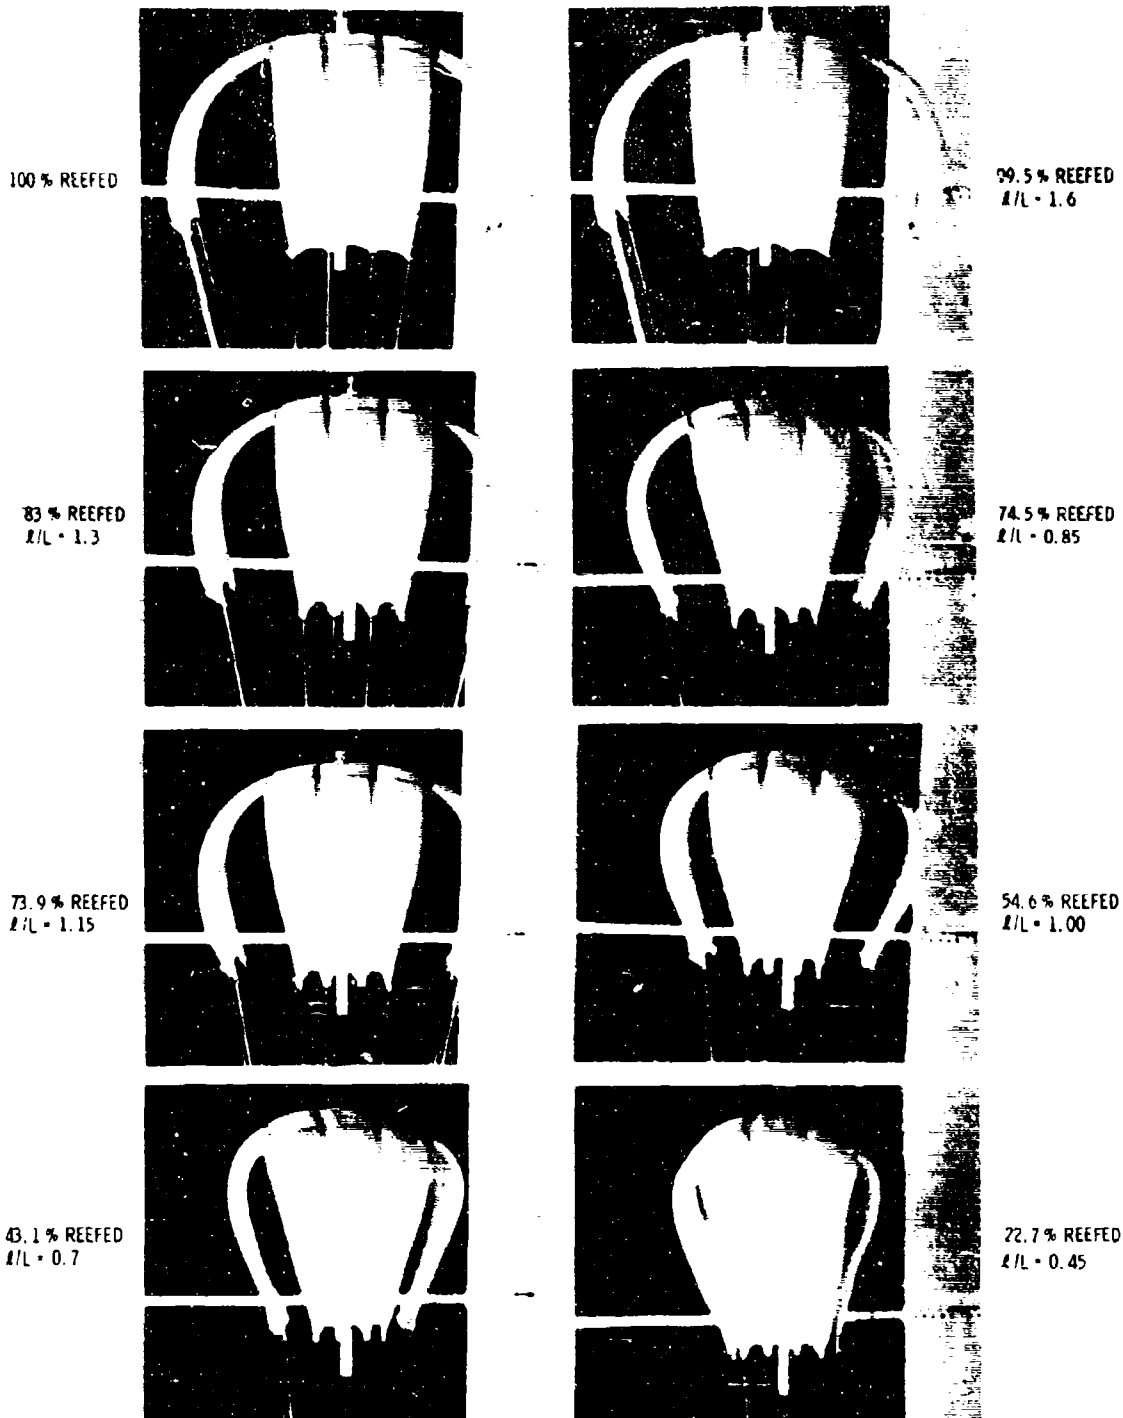 100 % REEFED
99.5 % REEFED
ℓ/L = 1.6
83 % REEFED
ℓ/L = 1.3
74.5 % REEFED
ℓ/L = 0.85
73.9 % REEFED
ℓ/L = 1.15
54.6 % REEFED
ℓ/L = 1.00
43.1 % REEFED
ℓ/L = 0.7
22.7 % REEFED
ℓ/L = 0.45